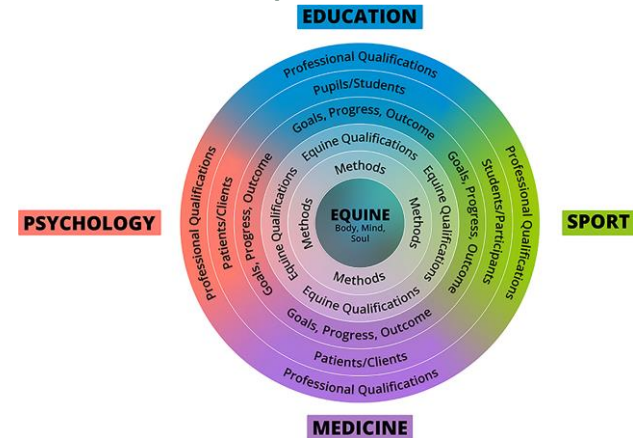 EDUCATION
Professional Qualifications
Pupils/Students
Goals, Progress, Outcome
Equine Qualifications
Methods
PSYCHOLOGY
Professional Qualifications
Patients/Clients
Goals, Progress, Outcome
Equine Qualifications
Methods
EQUINE
Body, Mind,
Soul
Methods
Equine Qualifications
Goals, Progress, Outcome
Students/Participants
Professional Qualifications
SPORT
Methods
Equine Qualifications
Goals, Progress, Outcome
Patients/Clients
Professional Qualifications
MEDICINE